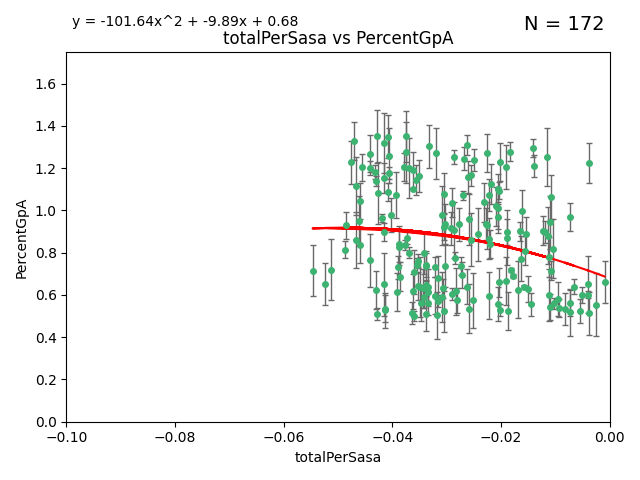 y = -101.64x^2 + -9.89x + 0.68
N = 172
totalPerSasa vs PercentGpA
PercentGpA
1.6
1.4
1.2
1.0
0.8
0.6
0.4
0.2
0.0
−0.10 −0.08 −0.06 −0.04 −0.02 0.00
totalPerSasa